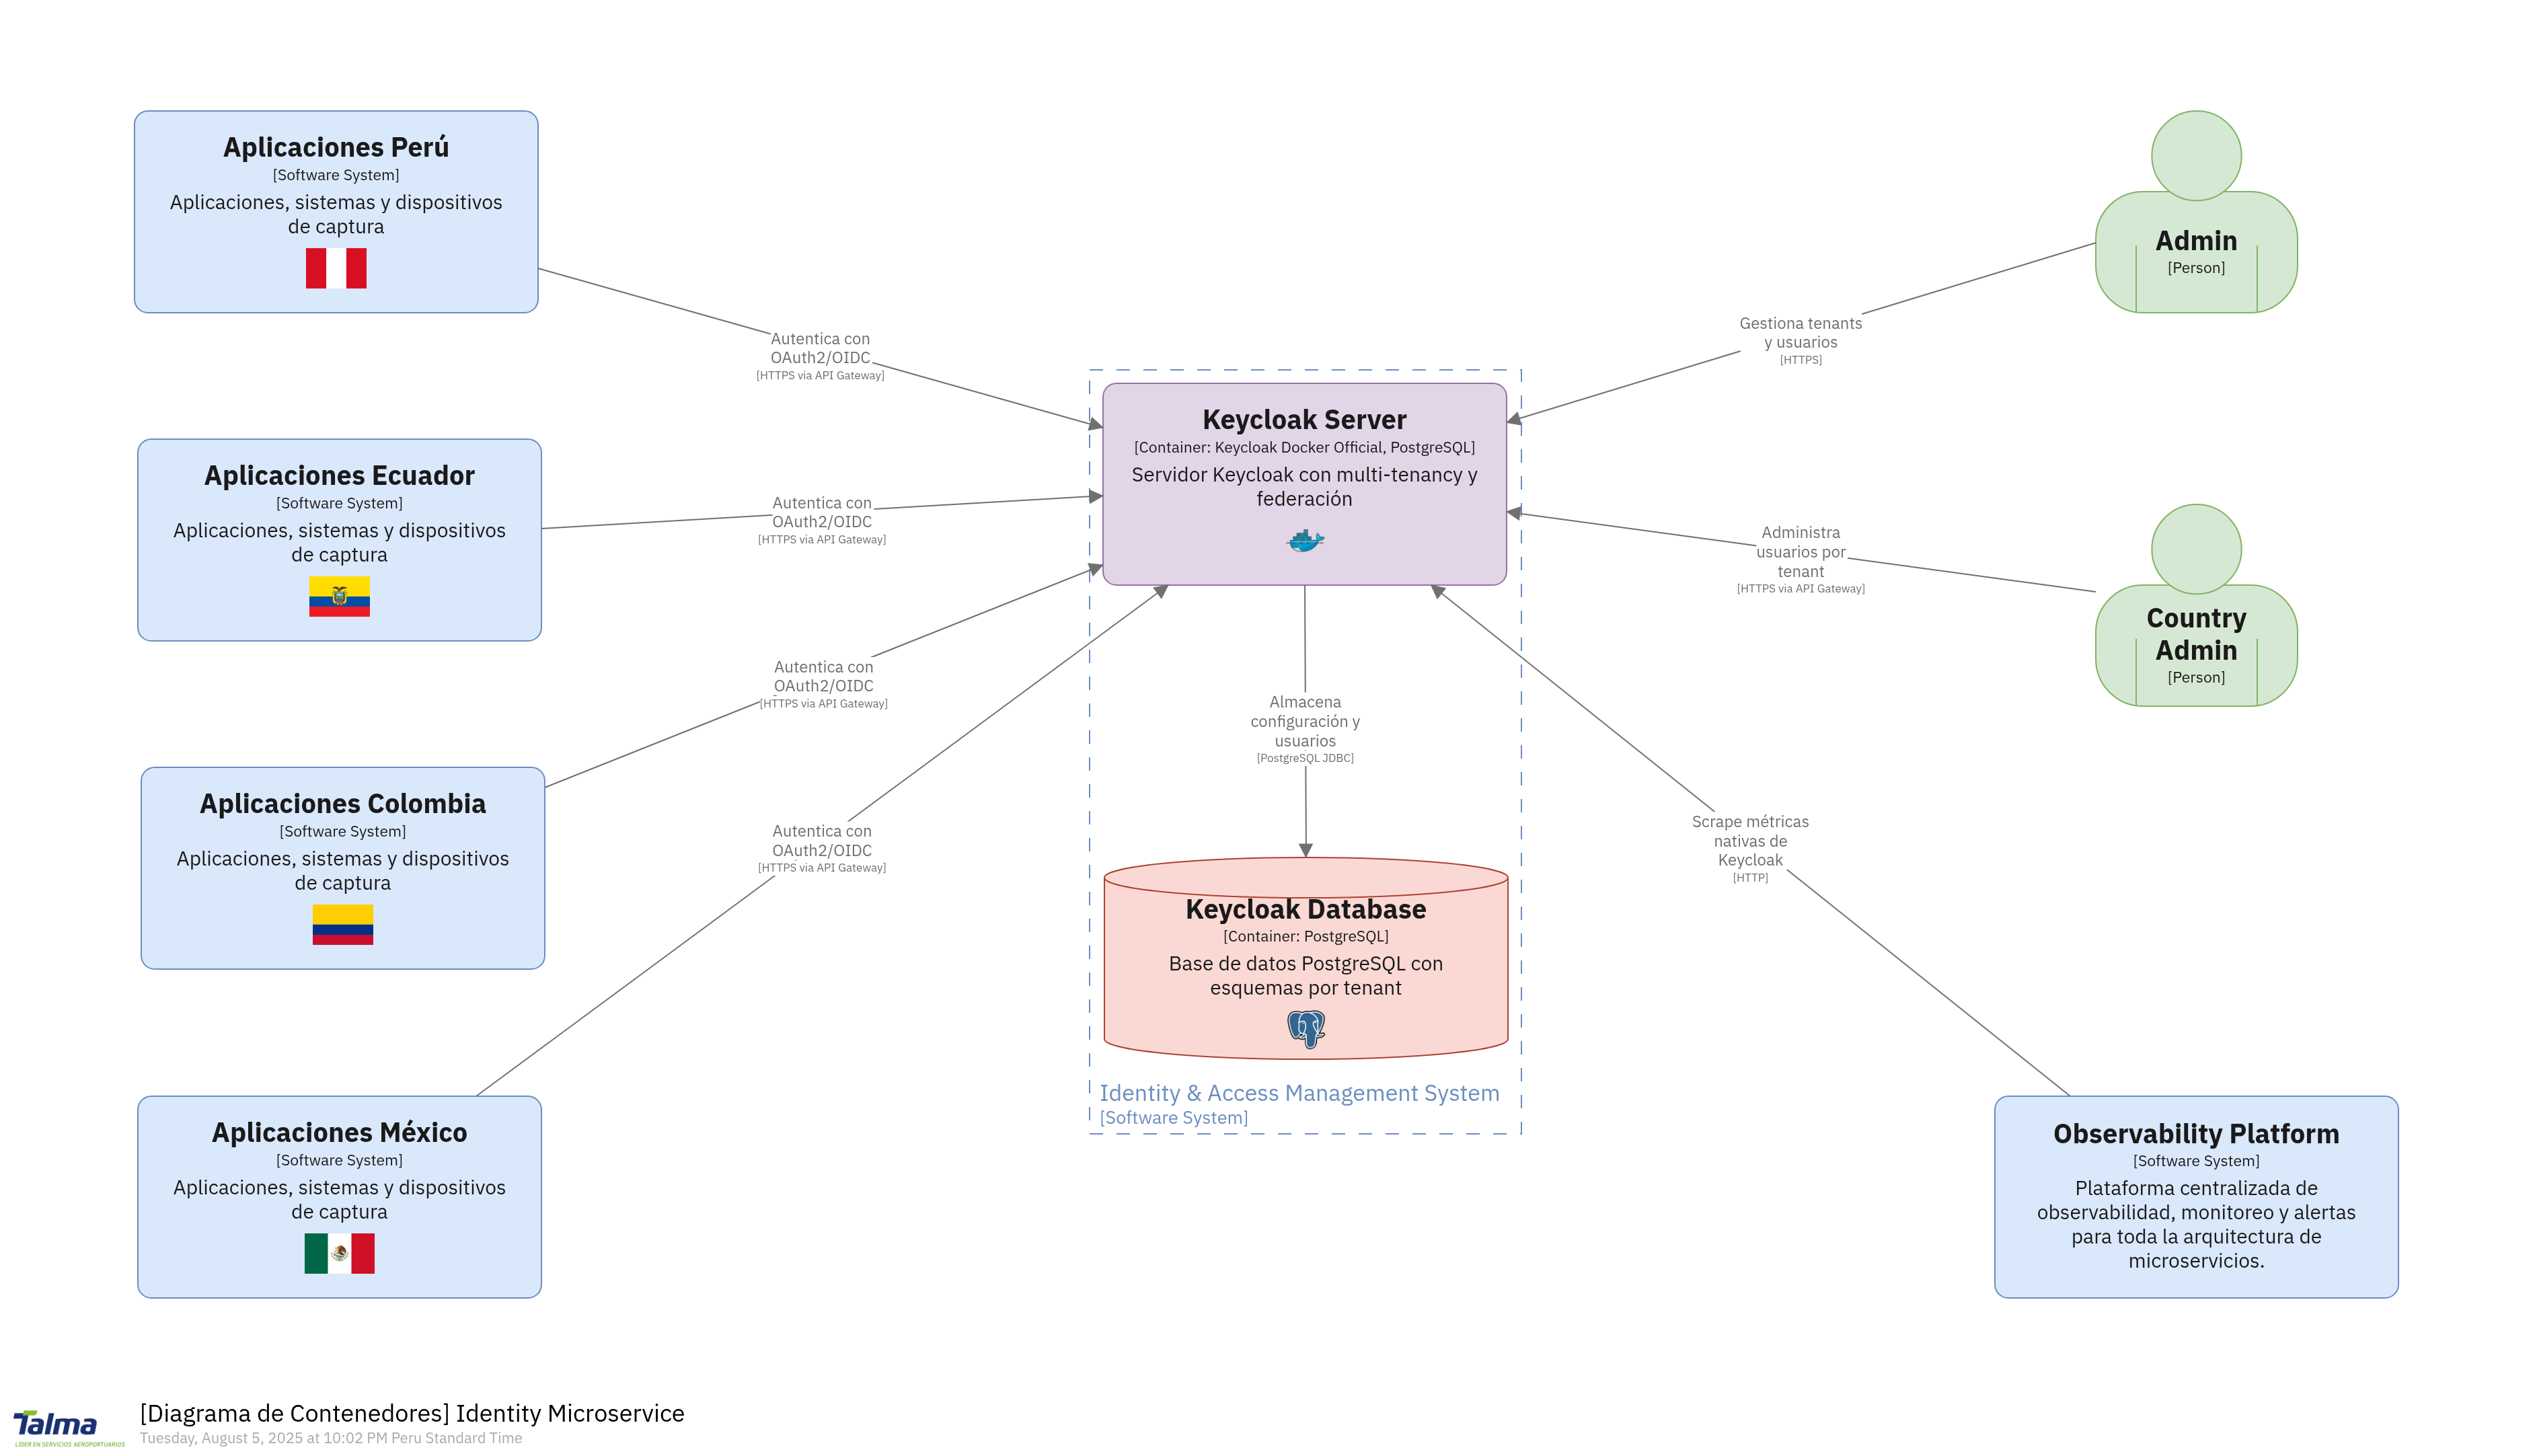 Aplicaciones Perú
[Software System]
Aplicaciones, sistemas y dispositivos
de captura
Autentica con
OAuth2/OIDC
[HTTPS via API Gateway]
Aplicaciones Ecuador
[Software System]
Aplicaciones, sistemas y dispositivos
de captura
Autentica con
OAuth2/OIDC
[HTTPS via API Gateway]
Aplicaciones Colombia
[Software System]
Aplicaciones, sistemas y dispositivos
de captura
Autentica con
OAuth2/OIDC
[HTTPS via API Gateway]
Aplicaciones México
[Software System]
Aplicaciones, sistemas y dispositivos
de captura
Autentica con
OAuth2/OIDC
[HTTPS via API Gateway]
Keycloak Server
[Container: Keycloak Docker Official, PostgreSQL]
Servidor Keycloak con multi-tenancy y
federación
Almacena
configuración y
usuarios
[PostgreSQL JDBC]
Keycloak Database
[Container: PostgreSQL]
Base de datos PostgreSQL con
esquemas por tenant
Identity & Access Management System
[Software System]
Admin
[Person]
Gestiona tenants
y usuarios
[HTTPS]
Country
Admin
[Person]
Administra
usuarios por
tenant
[HTTPS via API Gateway]
Scrape métricas
nativas de
Keycloak
[HTTP]
Observability Platform
[Software System]
Plataforma centralizada de
observabilidad, monitoreo y alertas
para toda la arquitectura de
microservicios.
Talma
LÍDER EN SERVICIOS AEROPORTUARIOS
[Diagrama de Contenedores] Identity Microservice
Tuesday, August 5, 2025 at 10:02 PM Peru Standard Time